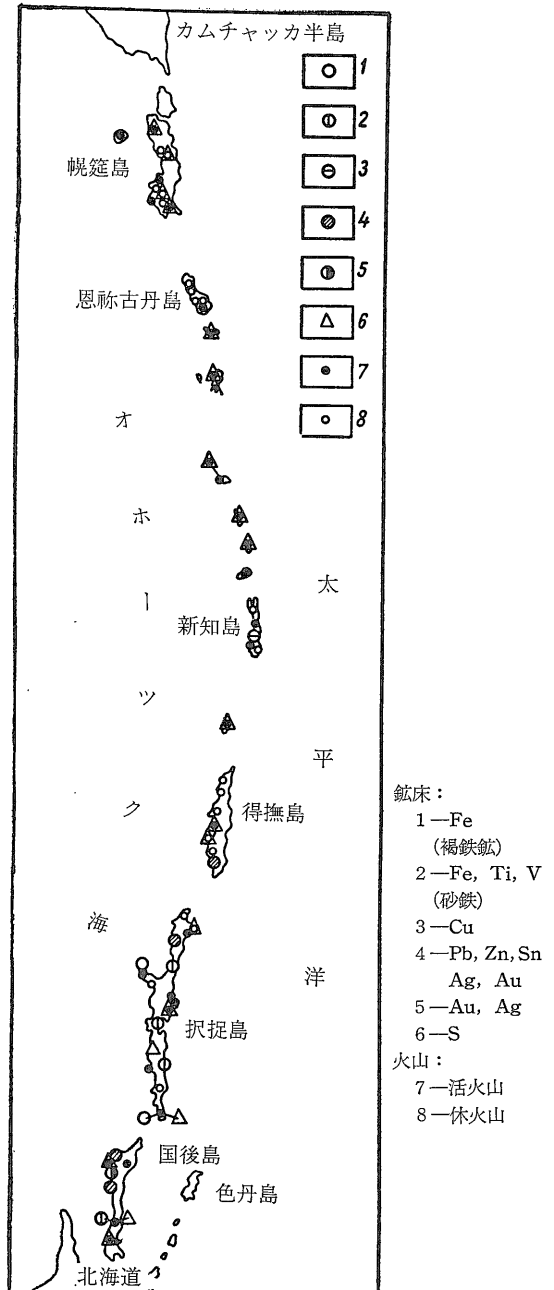 カムチャッカ半島
1
2
3
4
5
6
7
8
幌筵島
恩祢古丹島
オホーツク海
太平洋
新知島
得撫島
択捉島
国後島
色丹島
北海道
鉱床：
1—Fe
(褐鉄鉱)
2—Fe, Ti, V
(砂鉄)
3—Cu
4—Pb, Zn, Sn
Ag, Au
5—Au, Ag
6—S
火山：
7—活火山
8—休火山